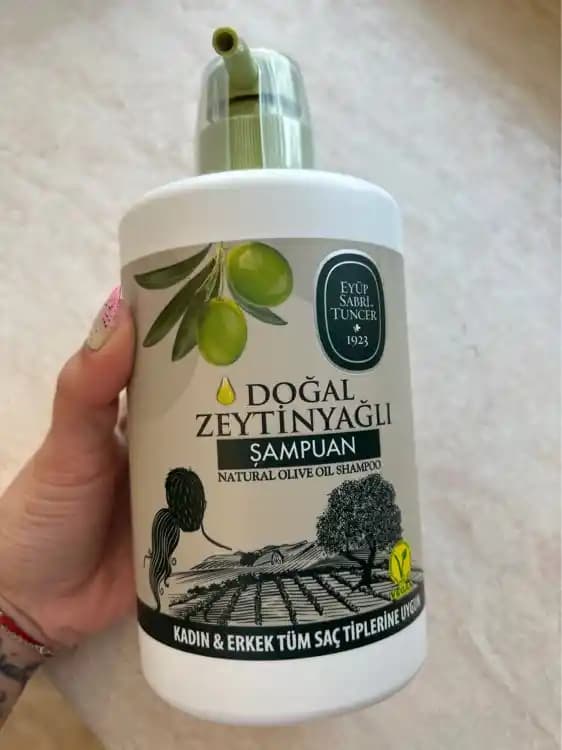 EYÜP
SABRİ
TUNCER
1923
DOĞAL
ZEYTİNYAĞLI
ŞAMPUAN
NATURAL OLIVE OIL SHAMPOO
KADIN & ERKEK TÜM SAÇ TİPLERİNE UYGUN